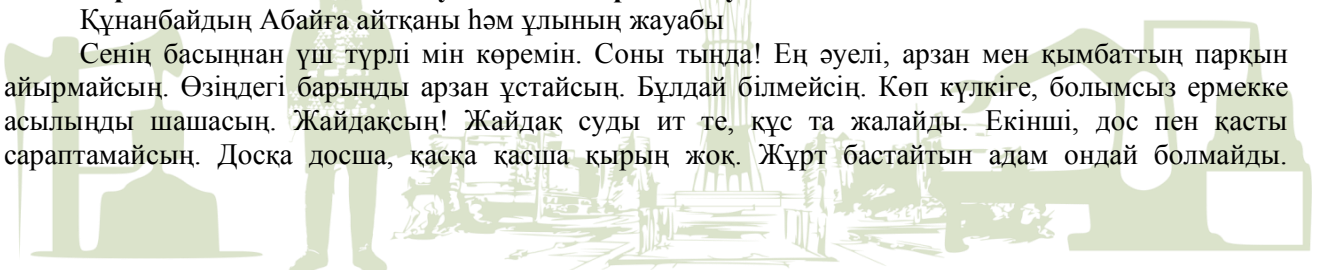 Құнанбайдың Абайға айтқаны һәм ұлының жауабы
Сенің басыңнан үш түрлі мін көремін. Соны тыңда! Ең әуелі, арзан мен қымбаттың парқын
айырмайсың. Өзіңдегі барыңды арзан ұстайсың. Бұлдай білмейсің. Көп күлкіге, болымсыз ермекке
асылыңды шашасың. Жайдақсың! Жайдақ суды ит те, құс та жалайды. Екінші, дос пен қасты
сараптамайсың. Досқа досша, қасқа қасша қырың жоқ. Жұрт бастайтын адам ондай болмайды.